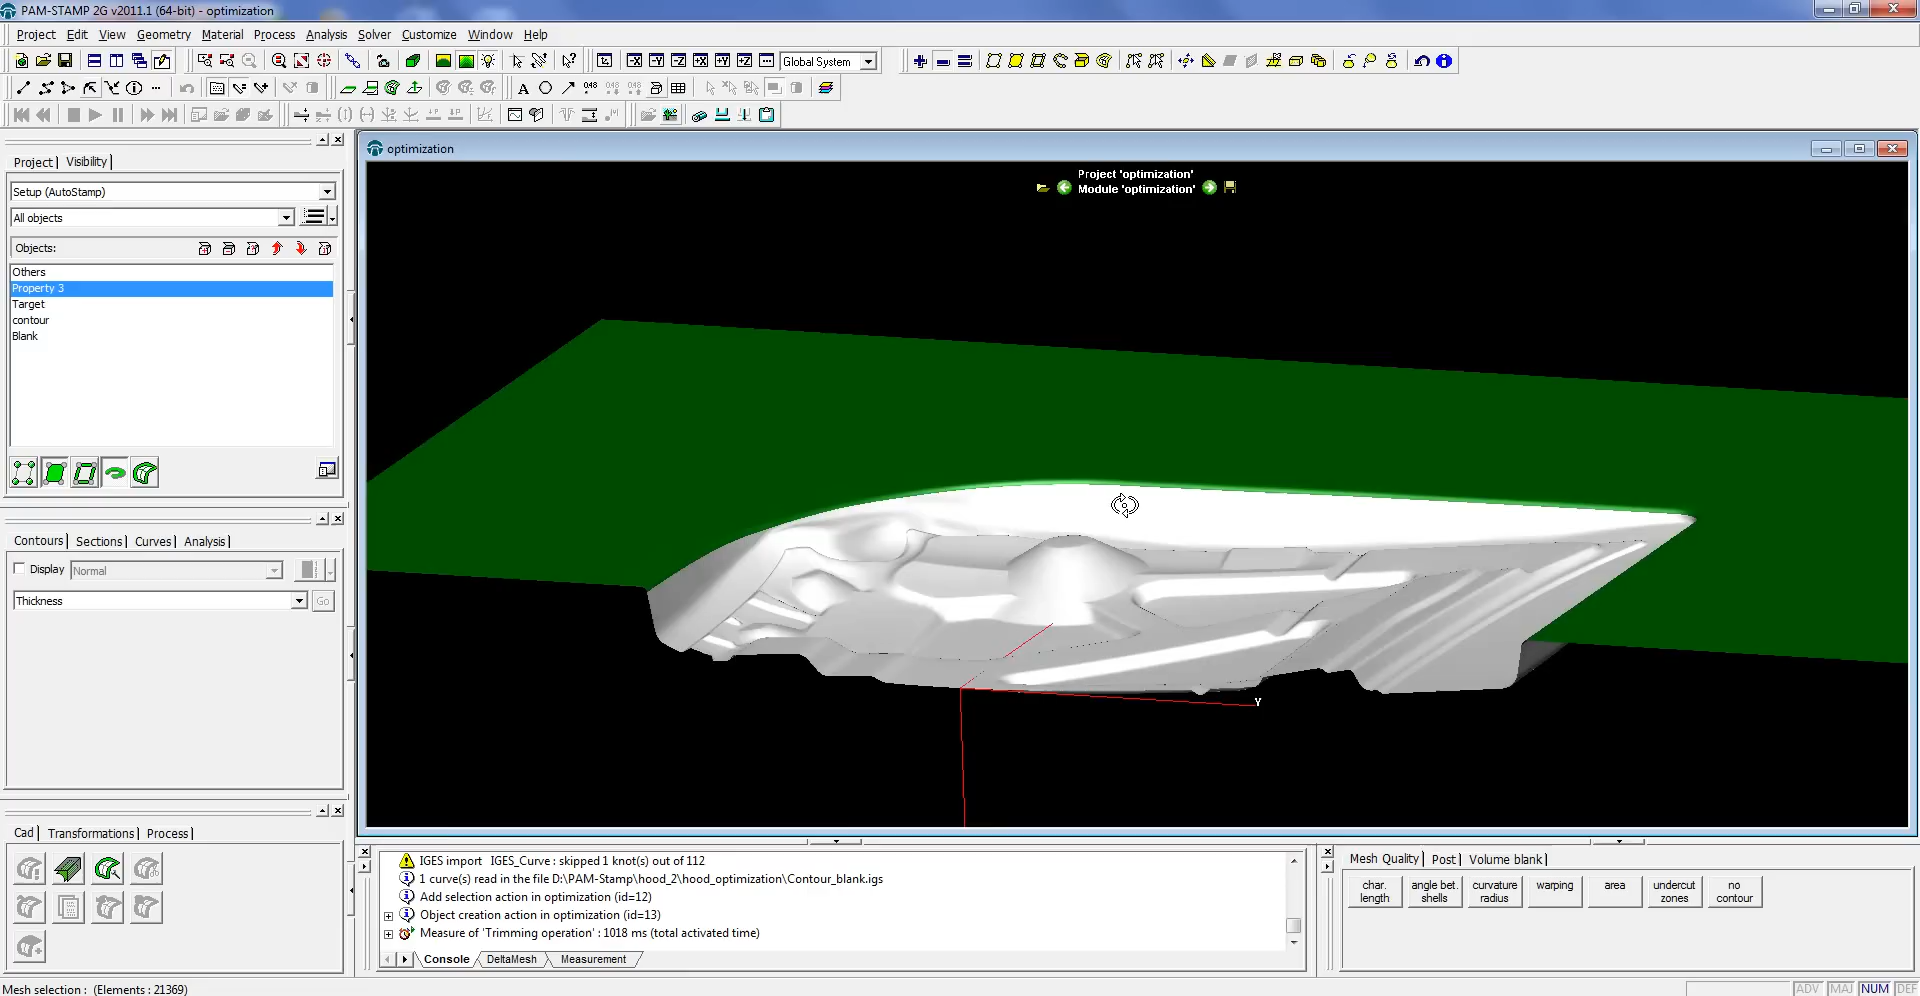 PAM-STAMP 2G v2011.1 (64-bit) - optimization
Project Edit View Geometry Material Process Analysis Solver Customize Window Help
-X -Y -Z +X +Y +Z Global System
A 048 048 048
Project Visibility
Setup (AutoStamp)
All objects
Objects:
Others
Property 3
Target
contour
Blank
Contours Sections Curves Analysis
Display Normal
Thickness Go
Cad Transformations Process
optimization
Project 'optimization'
Module 'optimization'
Y
IGES import IGES_Curve : skipped 1 knot(s) out of 112
1 curve(s) read in the file D:\PAM-Stamp\hood_2\hood_optimization\Contour_blank.igs
Add selection action in optimization (id=12)
Object creation action in optimization (id=13)
Measure of 'Trimming operation' : 1018 ms (total activated time)
Console DeltaMesh Measurement
Mesh Quality Post Volume blank
char. length
angle bet. shells
curvature radius
warping
area
undercut zones
no contour
Mesh selection : (Elements : 21369)
ADV MAJ NUM DEF